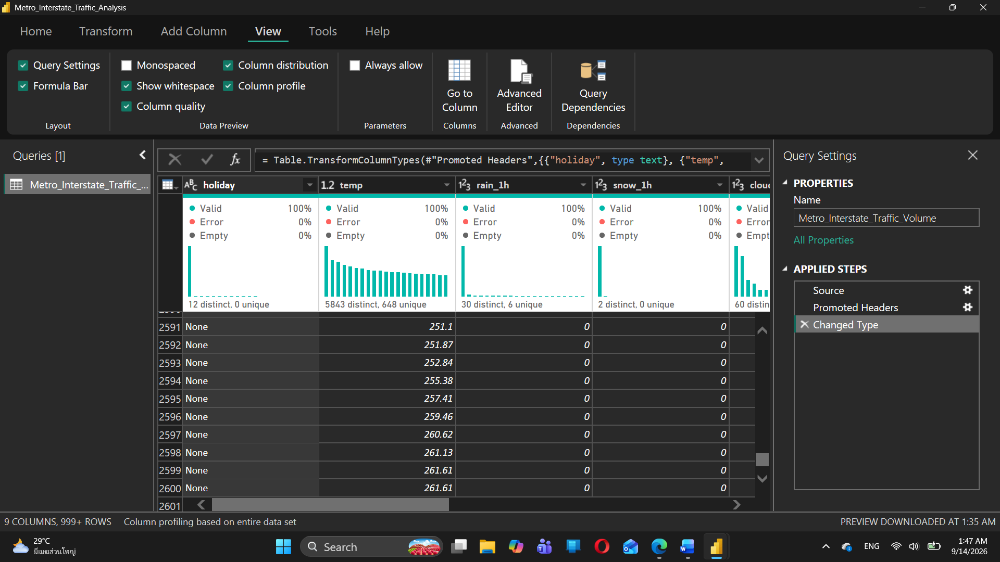 Metro_Interstate_Traffic_Analysis
Home Transform Add Column View Tools Help
Query Settings
Formula Bar
Layout
Monospaced
Show whitespace
Column quality
Column distribution
Column profile
Data Preview
Always allow
Parameters
Go to
Column
Columns
Advanced
Editor
Advanced
Query
Dependencies
Dependencies
Queries [1]
Metro_Interstate_Traffic_...
fx
= Table.TransformColumnTypes(#"Promoted Headers",{{"holiday", type text}, {"temp",
ABC holiday 1.2 temp 123 rain_1h 123 snow_1h 123 clou
Valid 100% Valid 100% Valid 100% Valid 100% Valid
Error 0% Error 0% Error 0% Error 0% Error
Empty 0% Empty 0% Empty 0% Empty 0% Empt
12 distinct, 0 unique 5843 distinct, 648 unique 30 distinct, 6 unique 2 distinct, 0 unique 60 distin
2591 None 251.1 0 0
2592 None 251.87 0 0
2593 None 252.84 0 0
2594 None 255.38 0 0
2595 None 257.41 0 0
2596 None 259.46 0 0
2597 None 260.62 0 0
2598 None 261.13 0 0
2599 None 261.61 0 0
2600 None 261.61 0 0
2601
Query Settings
PROPERTIES
Name
Metro_Interstate_Traffic_Volume
All Properties
APPLIED STEPS
Source
Promoted Headers
Changed Type
9 COLUMNS, 999+ ROWS Column profiling based on entire data set
PREVIEW DOWNLOADED AT 1:35 AM
29°C
มีเมฆส่วนใหญ่
Search
ENG
1:47 AM
9/14/2026